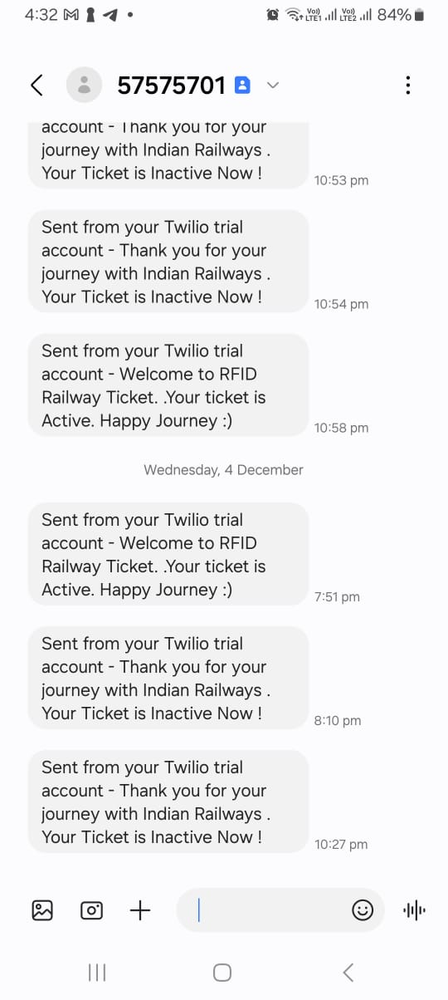 4:32 84%
Vo)) LTE1 Vo)) LTE2
57575701
account - Thank you for your
journey with Indian Railways .
Your Ticket is Inactive Now !
10:53 pm
Sent from your Twilio trial
account - Thank you for your
journey with Indian Railways .
Your Ticket is Inactive Now !
10:54 pm
Sent from your Twilio trial
account - Welcome to RFID
Railway Ticket. .Your ticket is
Active. Happy Journey :)
10:58 pm
Wednesday, 4 December
Sent from your Twilio trial
account - Welcome to RFID
Railway Ticket. .Your ticket is
Active. Happy Journey :)
7:51 pm
Sent from your Twilio trial
account - Thank you for your
journey with Indian Railways .
Your Ticket is Inactive Now !
8:10 pm
Sent from your Twilio trial
account - Thank you for your
journey with Indian Railways .
Your Ticket is Inactive Now !
10:27 pm